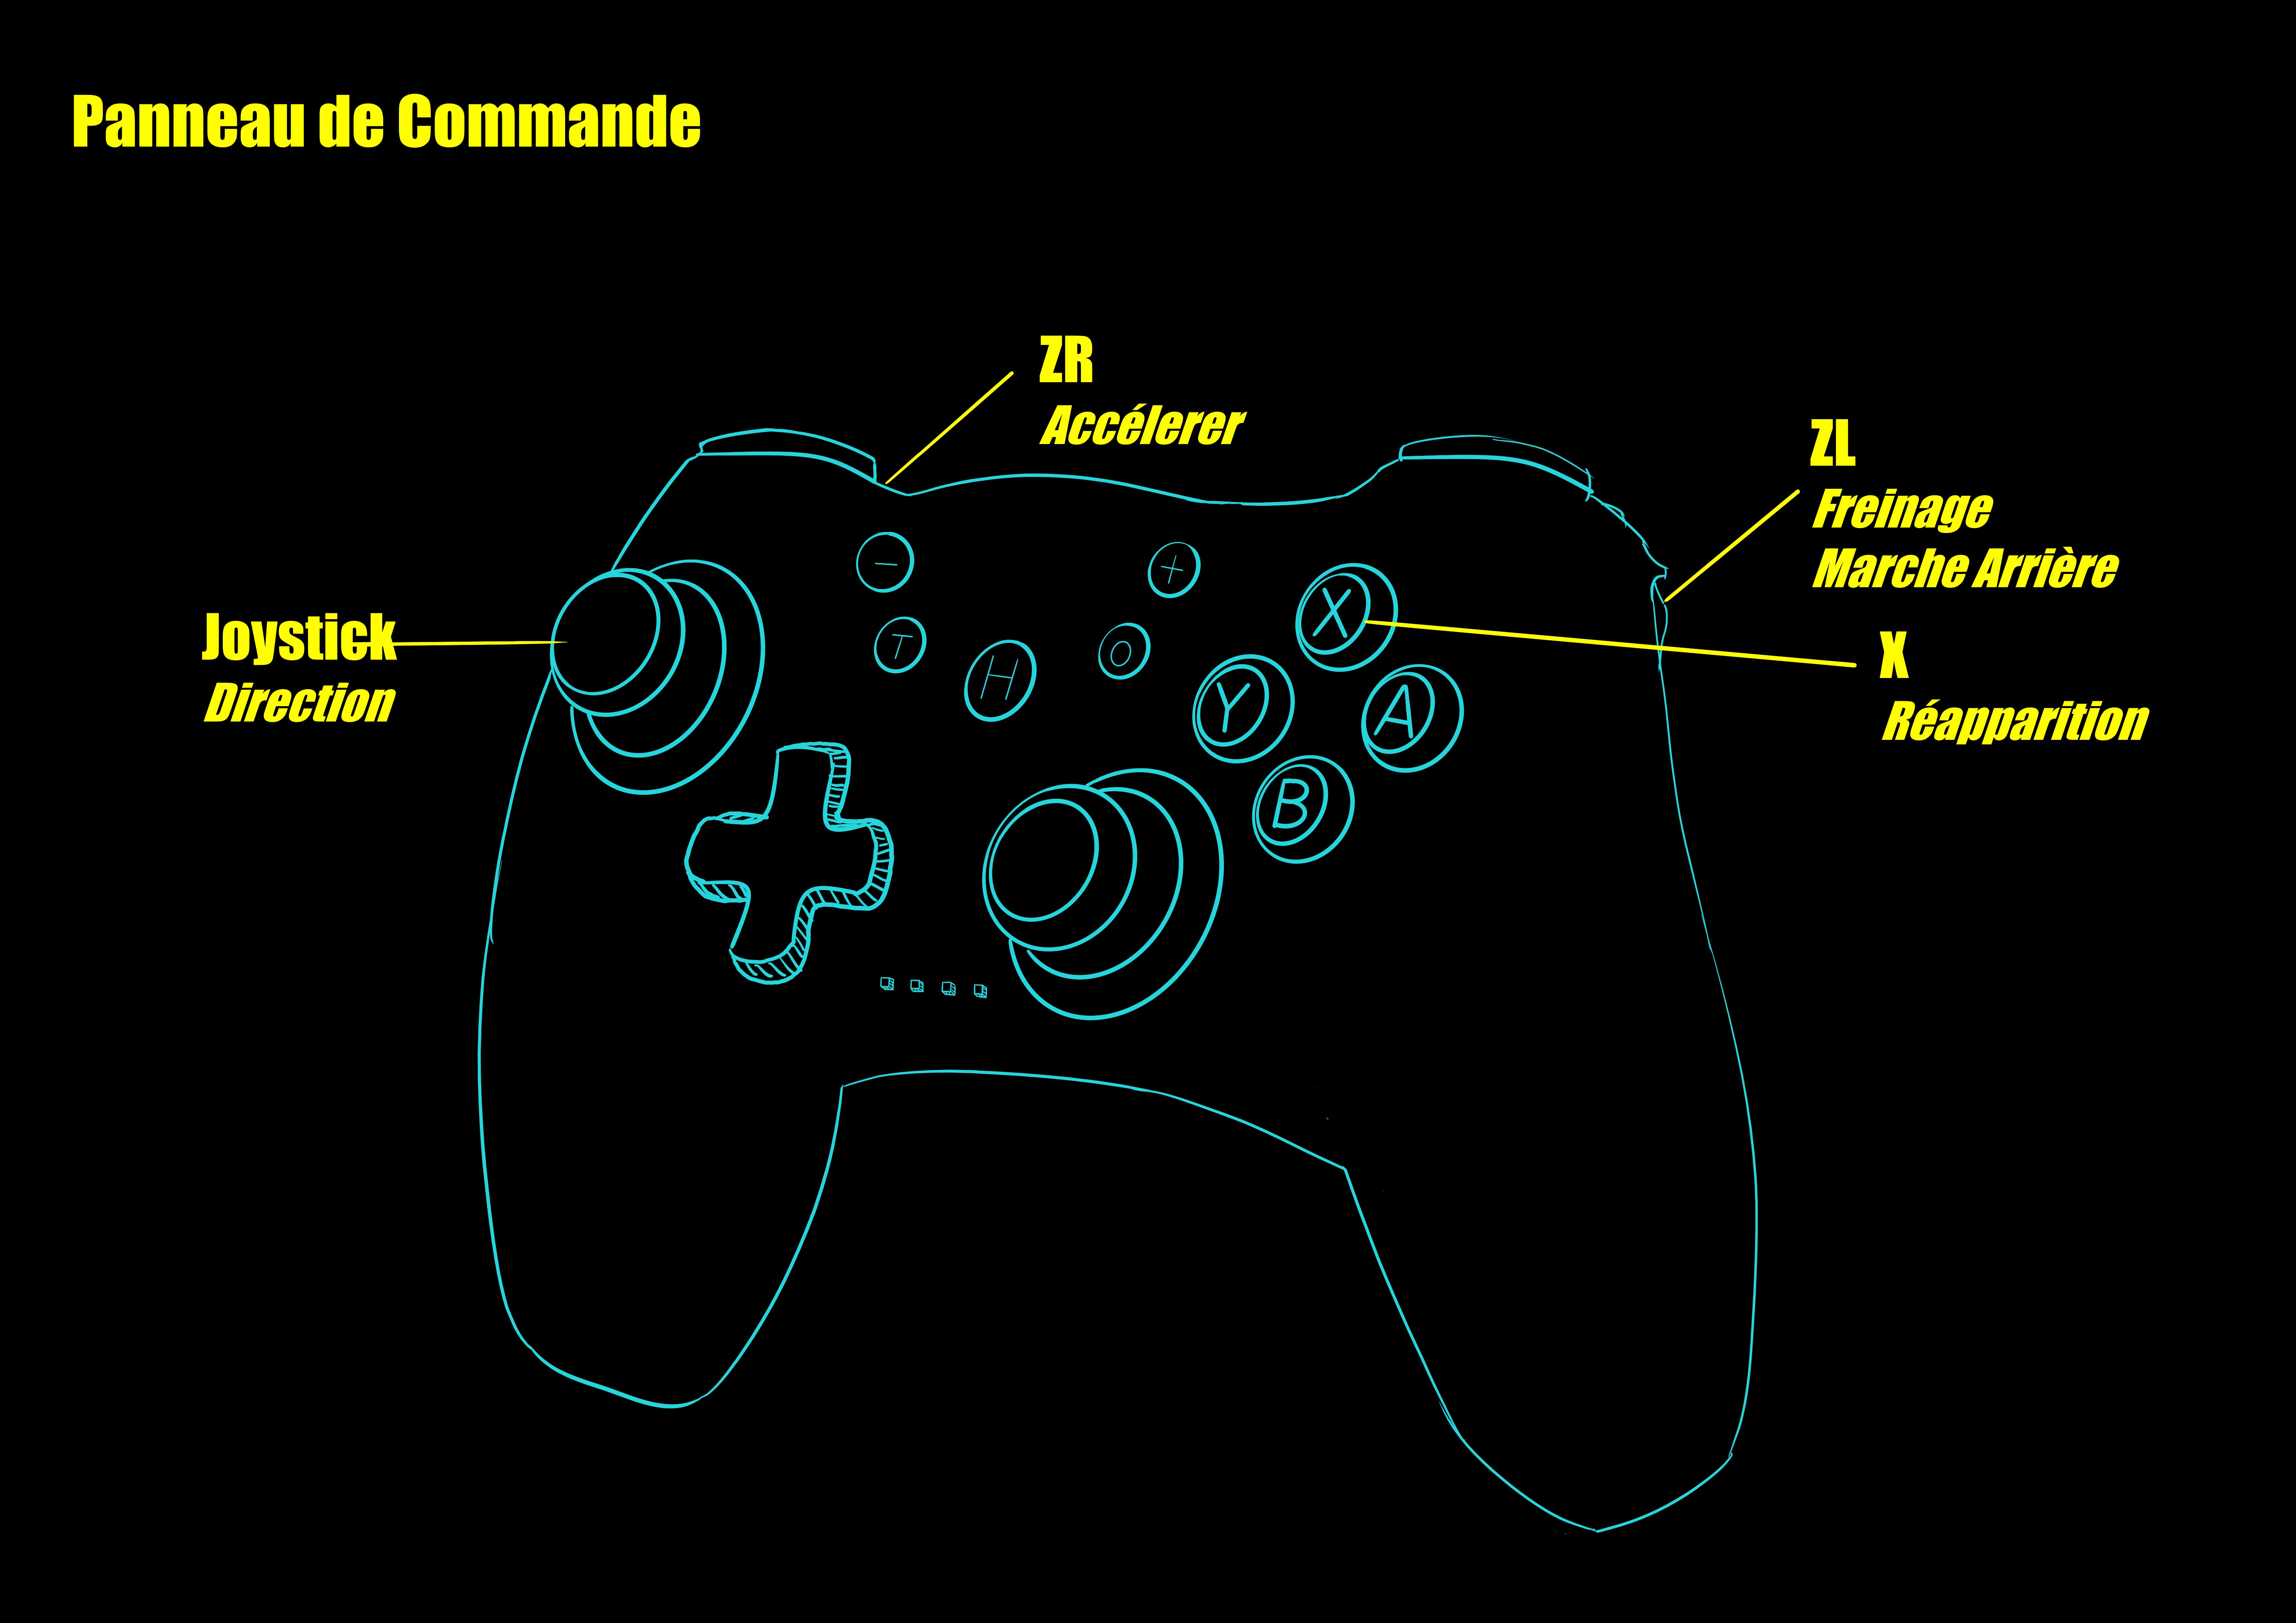 Panneau de Commande
ZR
Accélerer
ZL
Freinage
Marche Arrière
Joystick
Direction
X
Réapparition
−
+
T
H
O
X
Y
A
B